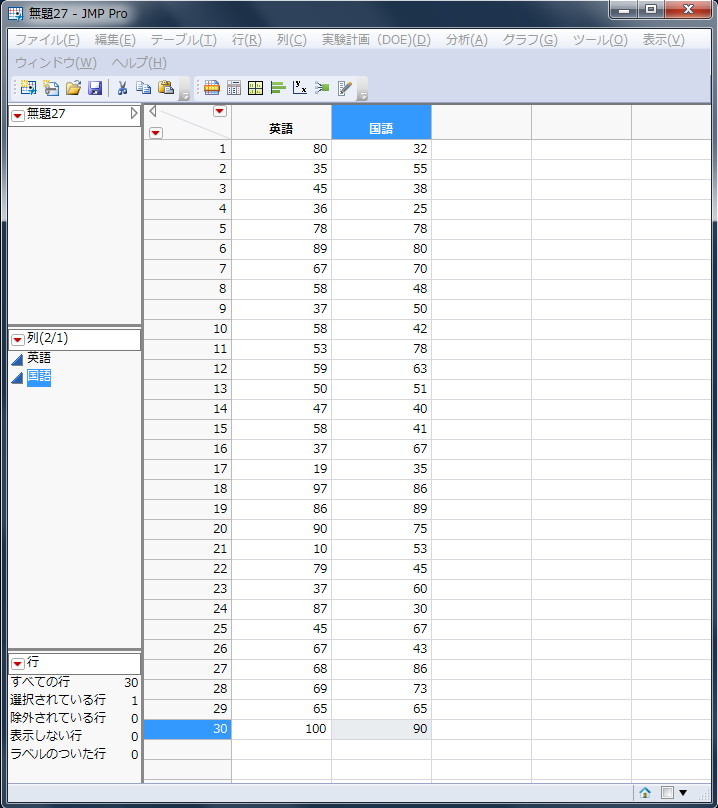 無題27 - JMP Pro
ファイル(F) 編集(E) テーブル(T) 行(R) 列(C) 実験計画（DOE)(D) 分析(A) グラフ(G) ツール(O) 表示(V)
ウィンドウ(W) ヘルプ(H)
無題27
列(2/1)
英語
国語
行
すべての行 30
選択されている行 1
除外されている行 0
表示しない行 0
ラベルのついた行 0
英語 国語
1 80 32
2 35 55
3 45 38
4 36 25
5 78 78
6 89 80
7 67 70
8 58 48
9 37 50
10 58 42
11 53 78
12 59 63
13 50 51
14 47 40
15 58 41
16 37 67
17 19 35
18 97 86
19 86 89
20 90 75
21 10 53
22 79 45
23 37 60
24 87 30
25 45 67
26 67 43
27 68 86
28 69 73
29 65 65
30 100 90